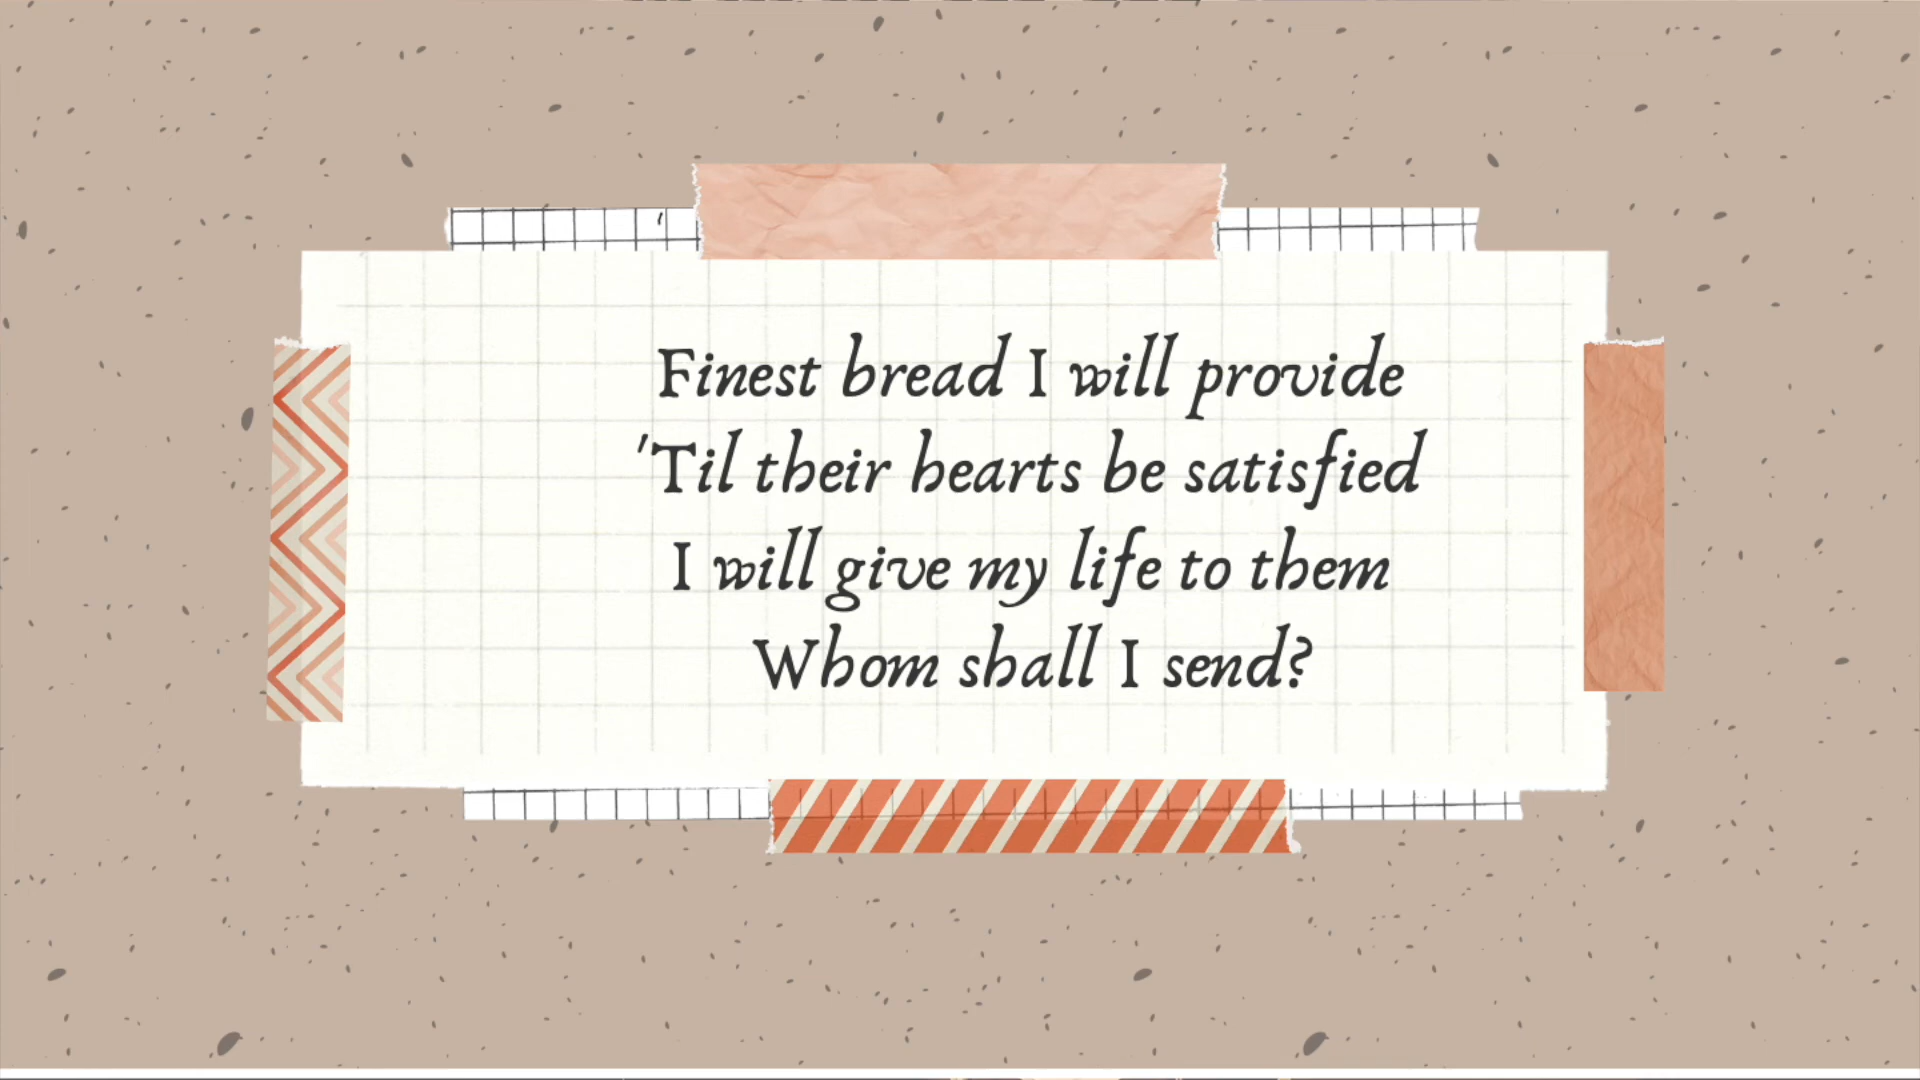 Finest bread I will provide
'Til their hearts be satisfied
I will give my life to them
Whom shall I send?